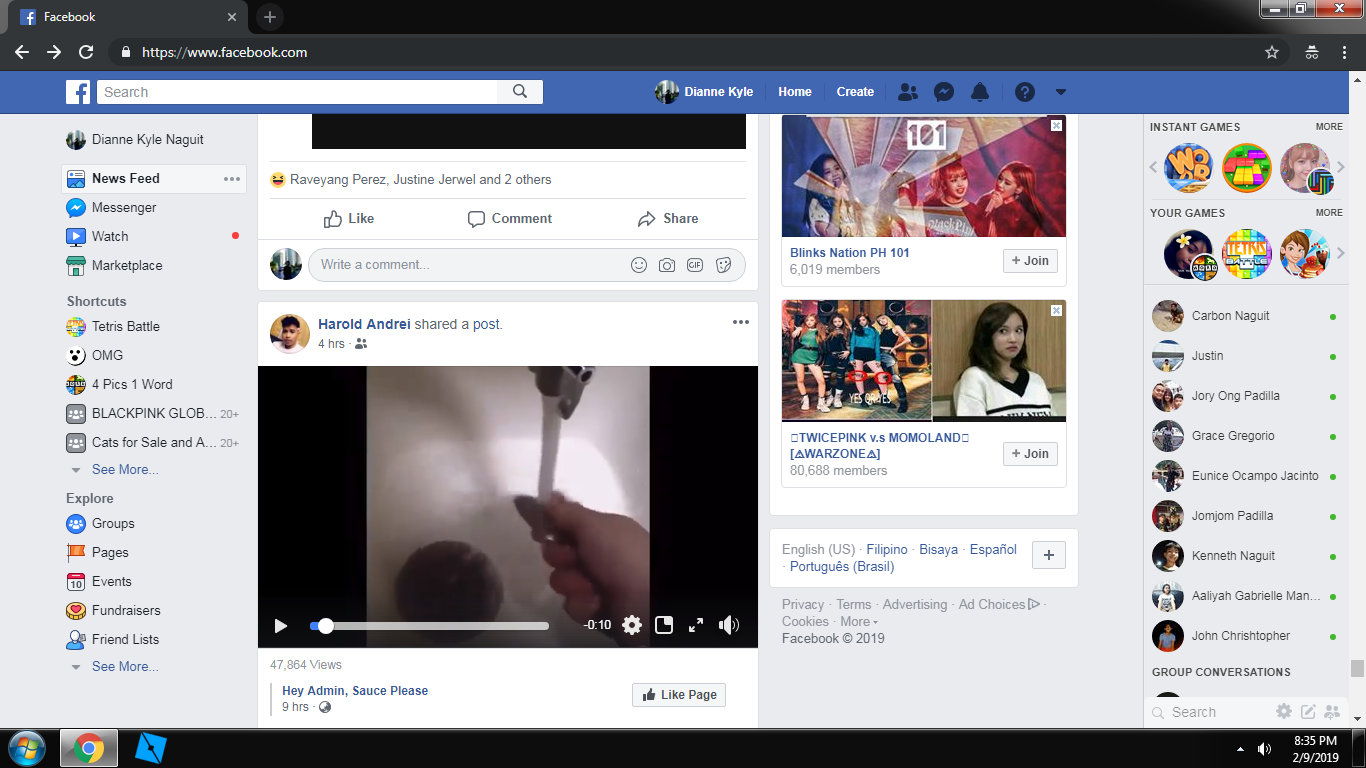 Facebook
https://www.facebook.com
Search
Dianne Kyle
Home
Create
Dianne Kyle Naguit
News Feed
Messenger
Watch
Marketplace
Shortcuts
Tetris Battle
OMG
4 Pics 1 Word
BLACKPINK GLOB... 20+
Cats for Sale and A... 20+
See More...
Explore
Groups
Pages
10
Events
Fundraisers
Friend Lists
See More...
Raveyang Perez, Justine Jerwel and 2 others
Like
Comment
Share
Write a comment...
GIF
Harold Andrei shared a post.
4 hrs ·
-0:10
47,864 Views
Hey Admin, Sauce Please
9 hrs ·
Like Page
101
Blinks Nation PH 101
6,019 members
+ Join
YES OR YES
TWICEPINK v.s MOMOLAND
[⚠WARZONE⚠]
80,688 members
+ Join
English (US) · Filipino · Bisaya · Español
· Português (Brasil)
+
Privacy · Terms · Advertising · Ad Choices ·
Cookies · More
Facebook © 2019
INSTANT GAMES
MORE
YOUR GAMES
MORE
TETRIS
BATTLE
Carbon Naguit
Justin
Jory Ong Padilla
Grace Gregorio
Eunice Ocampo Jacinto
Jomjom Padilla
Kenneth Naguit
Aaliyah Gabrielle Man...
John Chrishtopher
GROUP CONVERSATIONS
Search
8:35 PM
2/9/2019